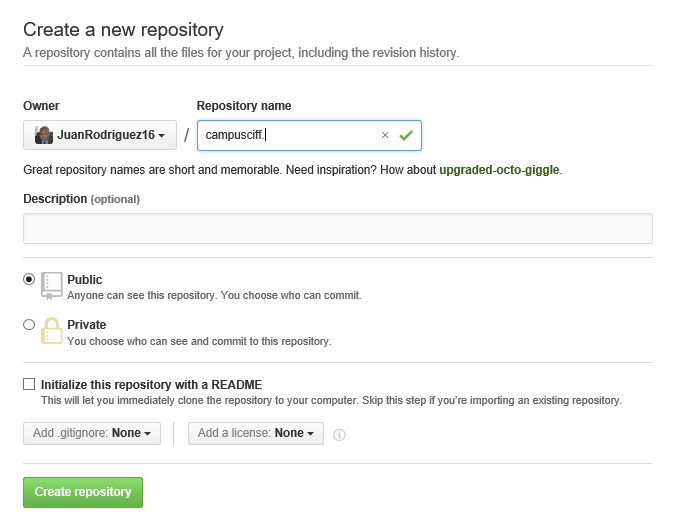 Create a new repository
A repository contains all the files for your project, including the revision history.
Owner
Repository name
JuanRodriguez16
/
campusciff.
Great repository names are short and memorable. Need inspiration? How about upgraded-octo-giggle.
Description (optional)
Public
Anyone can see this repository. You choose who can commit.
Private
You choose who can see and commit to this repository.
Initialize this repository with a README
This will let you immediately clone the repository to your computer. Skip this step if you're importing an existing repository.
Add .gitignore: None
Add a license: None
Create repository